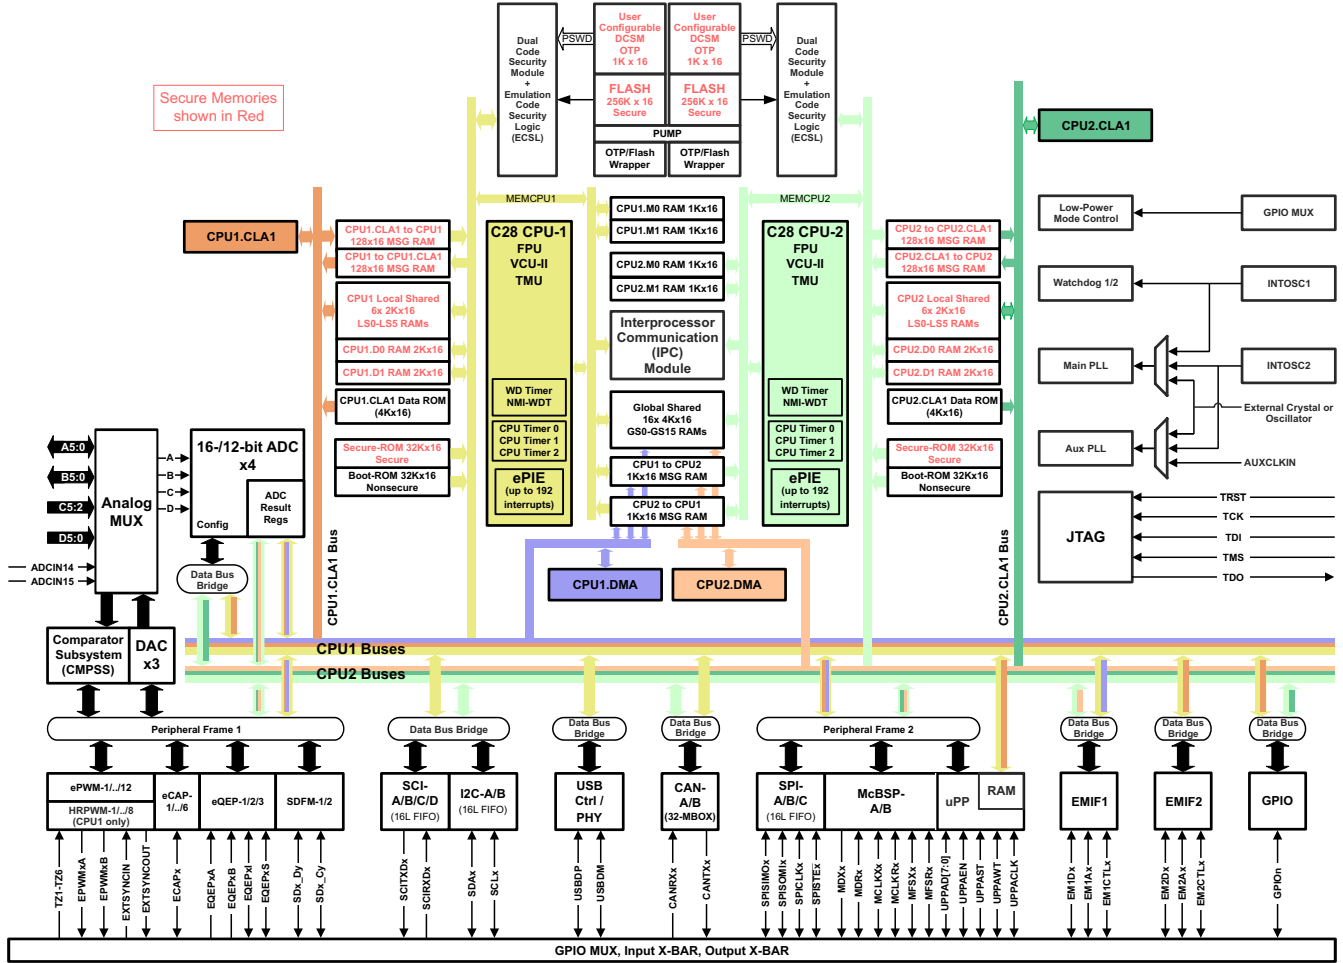 Secure Memories
shown in Red
Dual
Code
Security
Module
+
Emulation
Code
Security
Logic
(ECSL)
PSWD
User
Configurable
DCSM
OTP
1K x 16
User
Configurable
DCSM
OTP
1K x 16
PSWD
FLASH
256K x 16
Secure
FLASH
256K x 16
Secure
PUMP
OTP/Flash
Wrapper
OTP/Flash
Wrapper
Dual
Code
Security
Module
+
Emulation
Code
Security
Logic
(ECSL)
CPU2.CLA1
MEMCPU1
MEMCPU2
CPU1.CLA1
CPU1.CLA1 to CPU1
128x16 MSG RAM
CPU1 to CPU1.CLA1
128x16 MSG RAM
CPU1 Local Shared
6x 2Kx16
LS0-LS5 RAMs
CPU1.D0 RAM 2Kx16
CPU1.D1 RAM 2Kx16
CPU1.CLA1 Data ROM
(4Kx16)
Secure-ROM 32Kx16
Secure
Boot-ROM 32Kx16
Nonsecure
C28 CPU-1
FPU
VCU-II
TMU
WD Timer
NMI-WDT
CPU Timer 0
CPU Timer 1
CPU Timer 2
ePIE
(up to 192
interrupts)
CPU1.M0 RAM 1Kx16
CPU1.M1 RAM 1Kx16
CPU2.M0 RAM 1Kx16
CPU2.M1 RAM 1Kx16
Interprocessor
Communication
(IPC)
Module
Global Shared
16x 4Kx16
GS0-GS15 RAMs
CPU1 to CPU2
1Kx16 MSG RAM
CPU2 to CPU1
1Kx16 MSG RAM
C28 CPU-2
FPU
VCU-II
TMU
WD Timer
NMI-WDT
CPU Timer 0
CPU Timer 1
CPU Timer 2
ePIE
(up to 192
interrupts)
CPU2 to CPU2.CLA1
128x16 MSG RAM
CPU2.CLA1 to CPU2
128x16 MSG RAM
CPU2 Local Shared
6x 2Kx16
LS0-LS5 RAMs
CPU2.D0 RAM 2Kx16
CPU2.D1 RAM 2Kx16
CPU2.CLA1 Data ROM
(4Kx16)
Secure-ROM 32Kx16
Secure
Boot-ROM 32Kx16
Nonsecure
Low-Power
Mode Control
GPIO MUX
Watchdog 1/2
INTOSC1
Main PLL
INTOSC2
External Crystal or
Oscillator
Aux PLL
AUXCLKIN
JTAG
TRST
TCK
TDI
TMS
TDO
A5:0
B5:0
C5:2
D5:0
ADCIN14
ADCIN15
Analog
MUX
A
B
C
D
16-/12-bit ADC
x4
ADC
Result
Regs
Config
Data Bus
Bridge
CPU1.CLA1 Bus
CPU2.CLA1 Bus
CPU1.DMA
CPU2.DMA
Comparator
Subsystem
(CMPSS)
DAC
x3
CPU1 Buses
CPU2 Buses
Peripheral Frame 1
Data Bus Bridge
Data Bus
Bridge
Data Bus
Bridge
Peripheral Frame 2
Data Bus
Bridge
Data Bus
Bridge
Data Bus
Bridge
ePWM-1/../12
HRPWM-1/../8
(CPU1 only)
eCAP-
1/../6
eQEP-1/2/3
SDFM-1/2
SCI-
A/B/C/D
(16L FIFO)
I2C-A/B
(16L FIFO)
USB
Ctrl /
PHY
CAN-
A/B
(32-MBOX)
SPI-
A/B/C
(16L FIFO)
McBSP-
A/B
uPP
RAM
EMIF1
EMIF2
GPIO
TZ1-TZ6
EPWMxA
EPWMxB
EXTSYNCIN
EXTSYNCOUT
ECAPx
EQEPxA
EQEPxB
EQEPxI
EQEPxS
SDx_Dy
SDx_Cy
SCITXDx
SCIRXDx
SDAx
SCLx
USBDP
USBDM
CANRXx
CANTXx
SPISIMOx
SPISOMIx
SPICLKx
SPISTEx
MDXx
MDRx
MCLKXx
MCLKRx
MFSXx
MFSRx
UPPAD[7:0]
UPPAEN
UPPAST
UPPAWT
UPPACLK
EM1Dx
EM1Ax
EM1CTLx
EM2Dx
EM2Ax
EM2CTLx
GPIOn
GPIO MUX, Input X-BAR, Output X-BAR